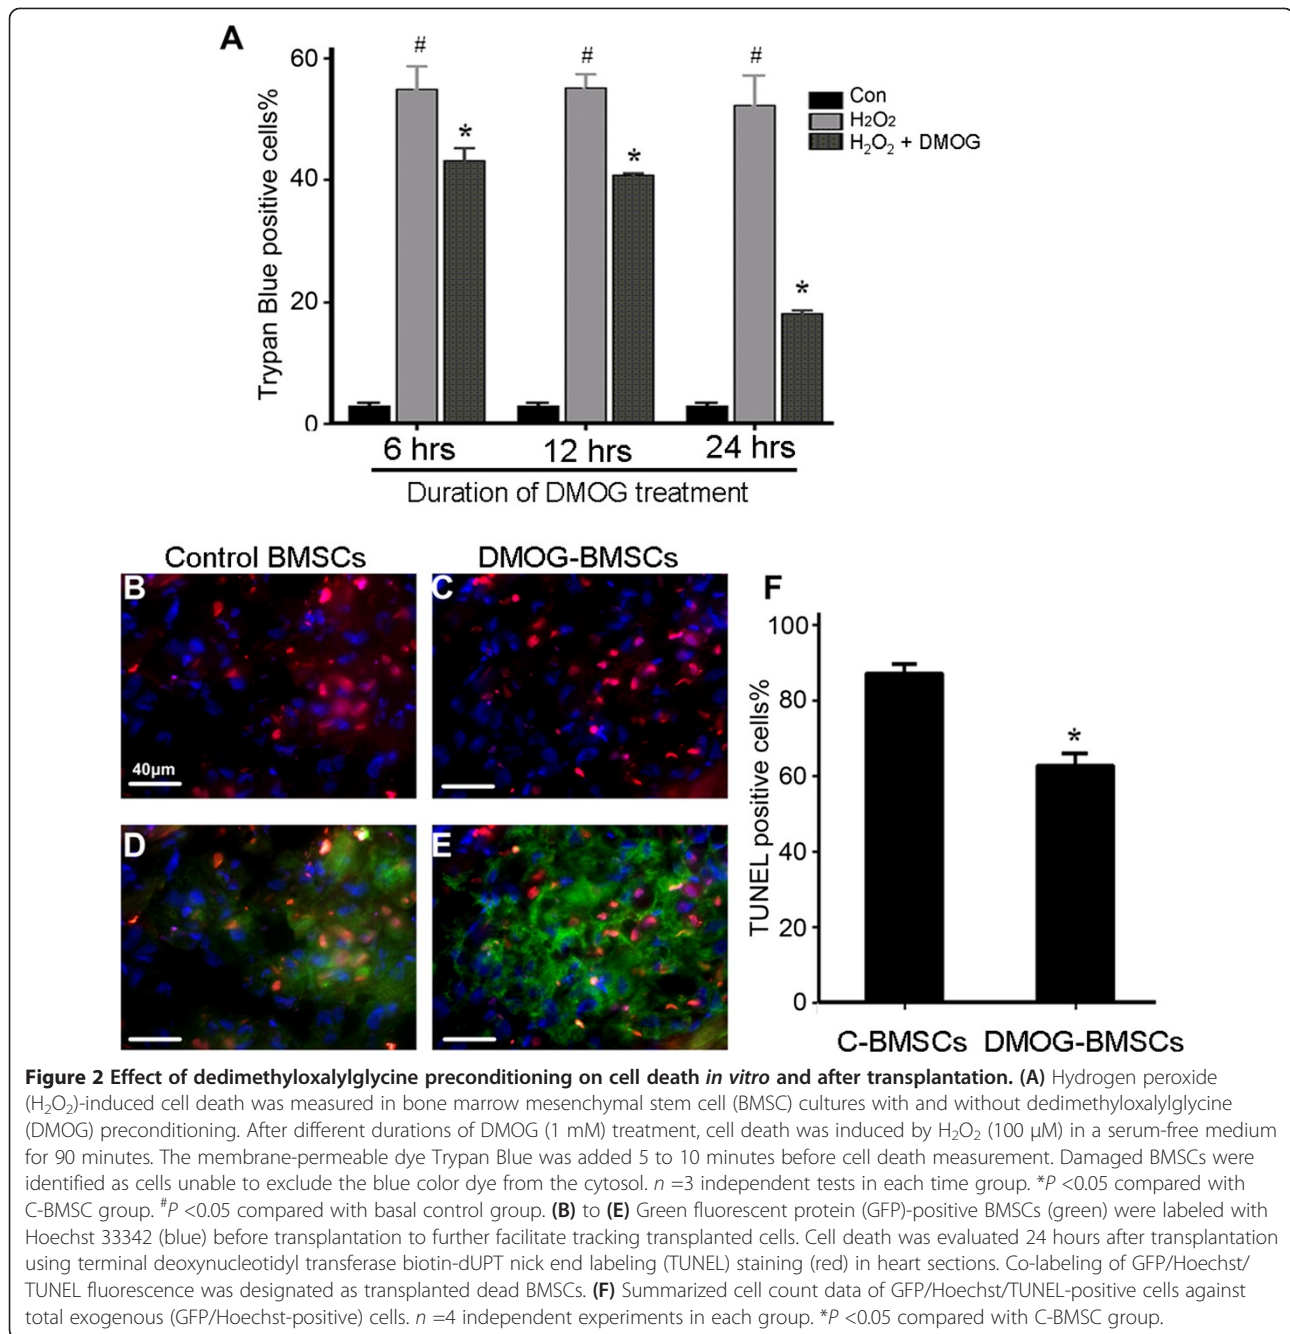 A
Trypan Blue positive cells%
60
40
20
0
#
*
#
*
#
*
Con
H₂O₂
H₂O₂ + DMOG
6 hrs 12 hrs 24 hrs
Duration of DMOG treatment
Control BMSCs DMOG-BMSCs
B
40µm
C
D
E
F
TUNEL positive cells%
100
80
60
40
20
0
*
C-BMSCs DMOG-BMSCs
Figure 2 Effect of dedimethyloxalylglycine preconditioning on cell death in vitro and after transplantation. (A) Hydrogen peroxide
(H₂O₂)-induced cell death was measured in bone marrow mesenchymal stem cell (BMSC) cultures with and without dedimethyloxalylglycine
(DMOG) preconditioning. After different durations of DMOG (1 mM) treatment, cell death was induced by H₂O₂ (100 µM) in a serum-free medium
for 90 minutes. The membrane-permeable dye Trypan Blue was added 5 to 10 minutes before cell death measurement. Damaged BMSCs were
identified as cells unable to exclude the blue color dye from the cytosol. n =3 independent tests in each time group. *P <0.05 compared with
C-BMSC group. #P <0.05 compared with basal control group. (B) to (E) Green fluorescent protein (GFP)-positive BMSCs (green) were labeled with
Hoechst 33342 (blue) before transplantation to further facilitate tracking transplanted cells. Cell death was evaluated 24 hours after transplantation
using terminal deoxynucleotidyl transferase biotin-dUPT nick end labeling (TUNEL) staining (red) in heart sections. Co-labeling of GFP/Hoechst/
TUNEL fluorescence was designated as transplanted dead BMSCs. (F) Summarized cell count data of GFP/Hoechst/TUNEL-positive cells against
total exogenous (GFP/Hoechst-positive) cells. n =4 independent experiments in each group. *P <0.05 compared with C-BMSC group.